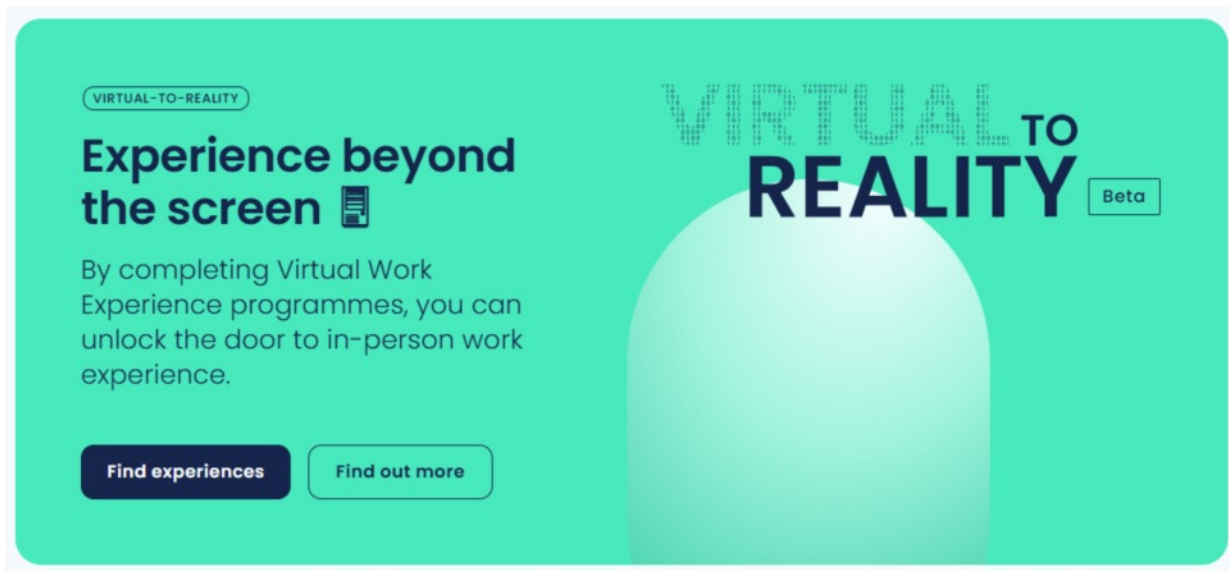 VIRTUAL-TO-REALITY
Experience beyond
the screen
By completing Virtual Work
Experience programmes, you can
unlock the door to in-person work
experience.
Find experiences
Find out more
VIRTUAL TO
REALITY
Beta